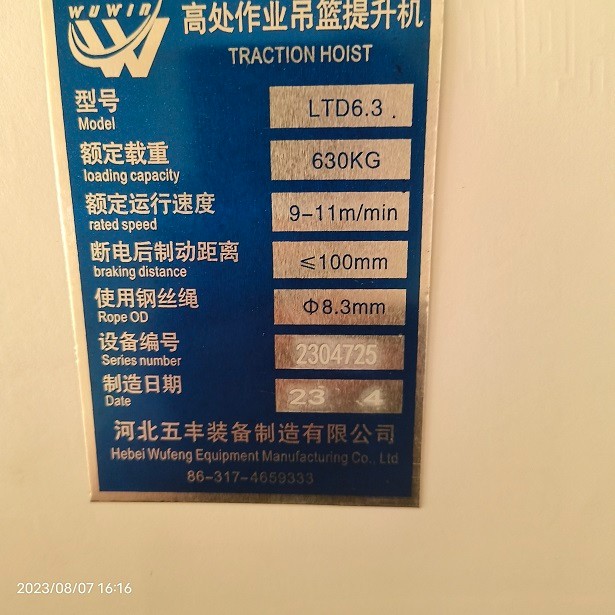 WUWIN
高处作业吊篮提升机
TRACTION HOIST
型号 LTD6.3
Model
额定载重 630KG
loading capacity
额定运行速度 9-11m/min
rated speed
断电后制动距离 ≤100mm
braking distance
使用钢丝绳 Φ8.3mm
Rope OD
设备编号 2304725
Series number
制造日期 23 .4
Date
河北五丰装备制造有限公司
Hebei Wufeng Equipment Manufacturing Co., Ltd
86-317-4659333
2023/08/07 16:16